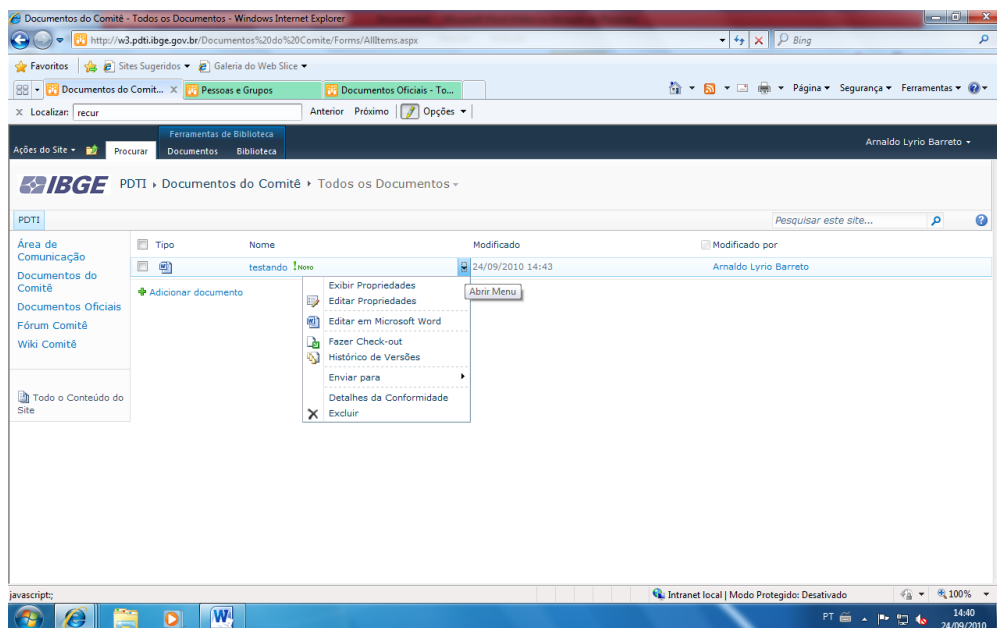 Documentos do Comitê - Todos os Documentos - Windows Internet Explorer
http://w3.pdti.ibge.gov.br/Documentos%20do%20Comite/Forms/AllItems.aspx
Bing
Favoritos Sites Sugeridos Galeria do Web Slice
Documentos do Comit... Pessoas e Grupos Documentos Oficiais - To... Página Segurança Ferramentas
Localizar: recur Anterior Próximo Opções
Ferramentas de Biblioteca
Ações do Site Procurar Documentos Biblioteca Arnaldo Lyrio Barreto
IBGE PDTI Documentos do Comitê Todos os Documentos
PDTI Pesquisar este site...
Área de Comunicação
Documentos do Comitê
Documentos Oficiais
Fórum Comitê
Wiki Comitê
Todo o Conteúdo do Site
Tipo Nome Modificado Modificado por
testando Novo 24/09/2010 14:43 Arnaldo Lyrio Barreto
Adicionar documento
Abrir Menu
Exibir Propriedades
Editar Propriedades
Editar em Microsoft Word
Fazer Check-out
Histórico de Versões
Enviar para
Detalhes da Conformidade
Excluir
javascript:; Intranet local | Modo Protegido: Desativado 100%
PT 14:40
24/09/2010